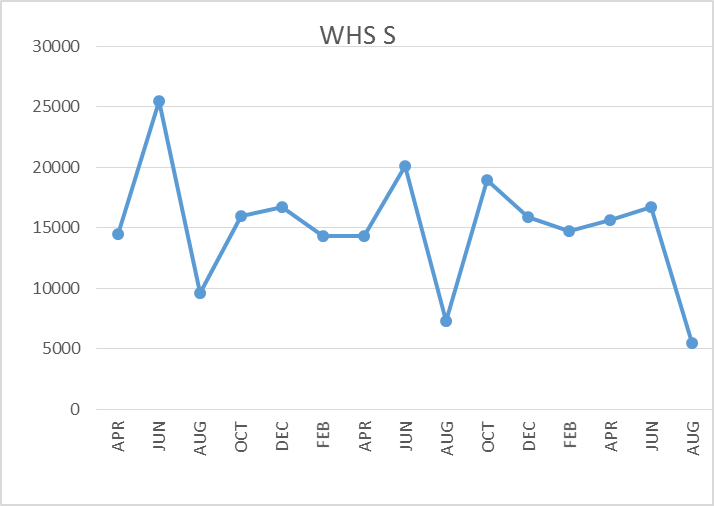 WHS S
30000
25000
20000
15000
10000
5000
0
APR
JUN
AUG
OCT
DEC
FEB
APR
JUN
AUG
OCT
DEC
FEB
APR
JUN
AUG